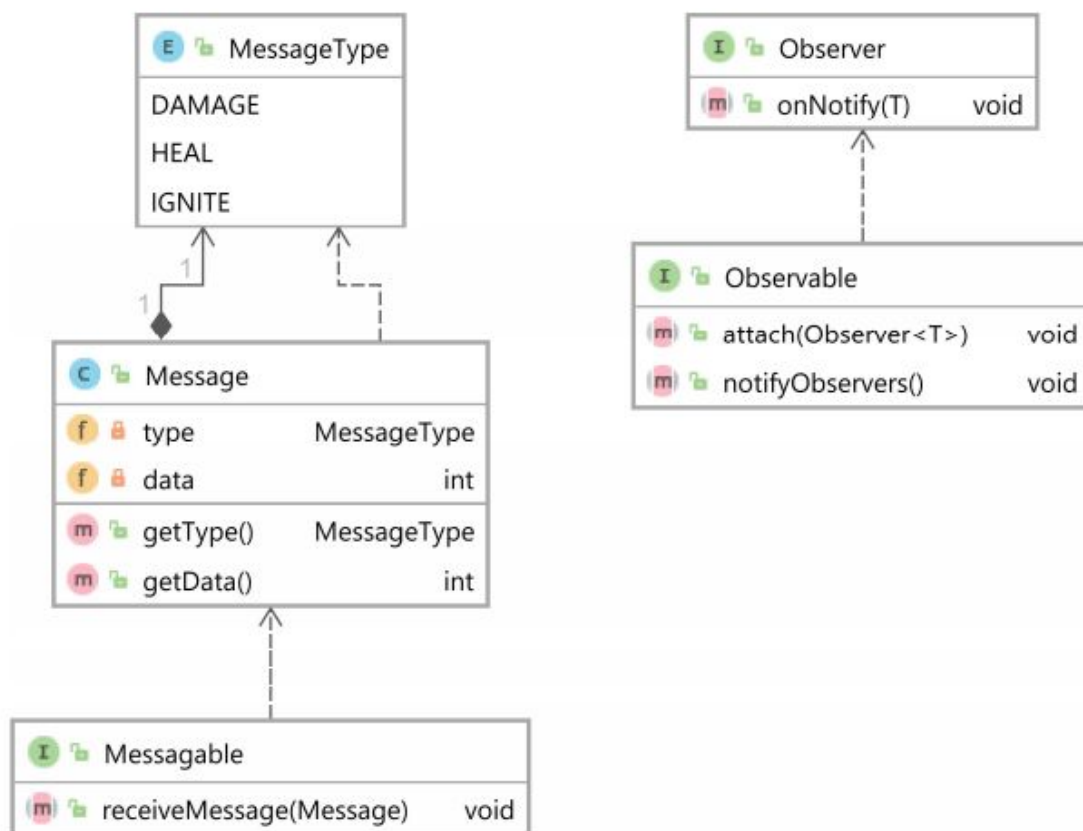 E MessageType
DAMAGE
HEAL
IGNITE
1
1
C Message
f type MessageType
f data int
m getType() MessageType
m getData() int
I Messagable
m receiveMessage(Message) void
I Observer
m onNotify(T) void
I Observable
m attach(Observer<T>) void
m notifyObservers() void